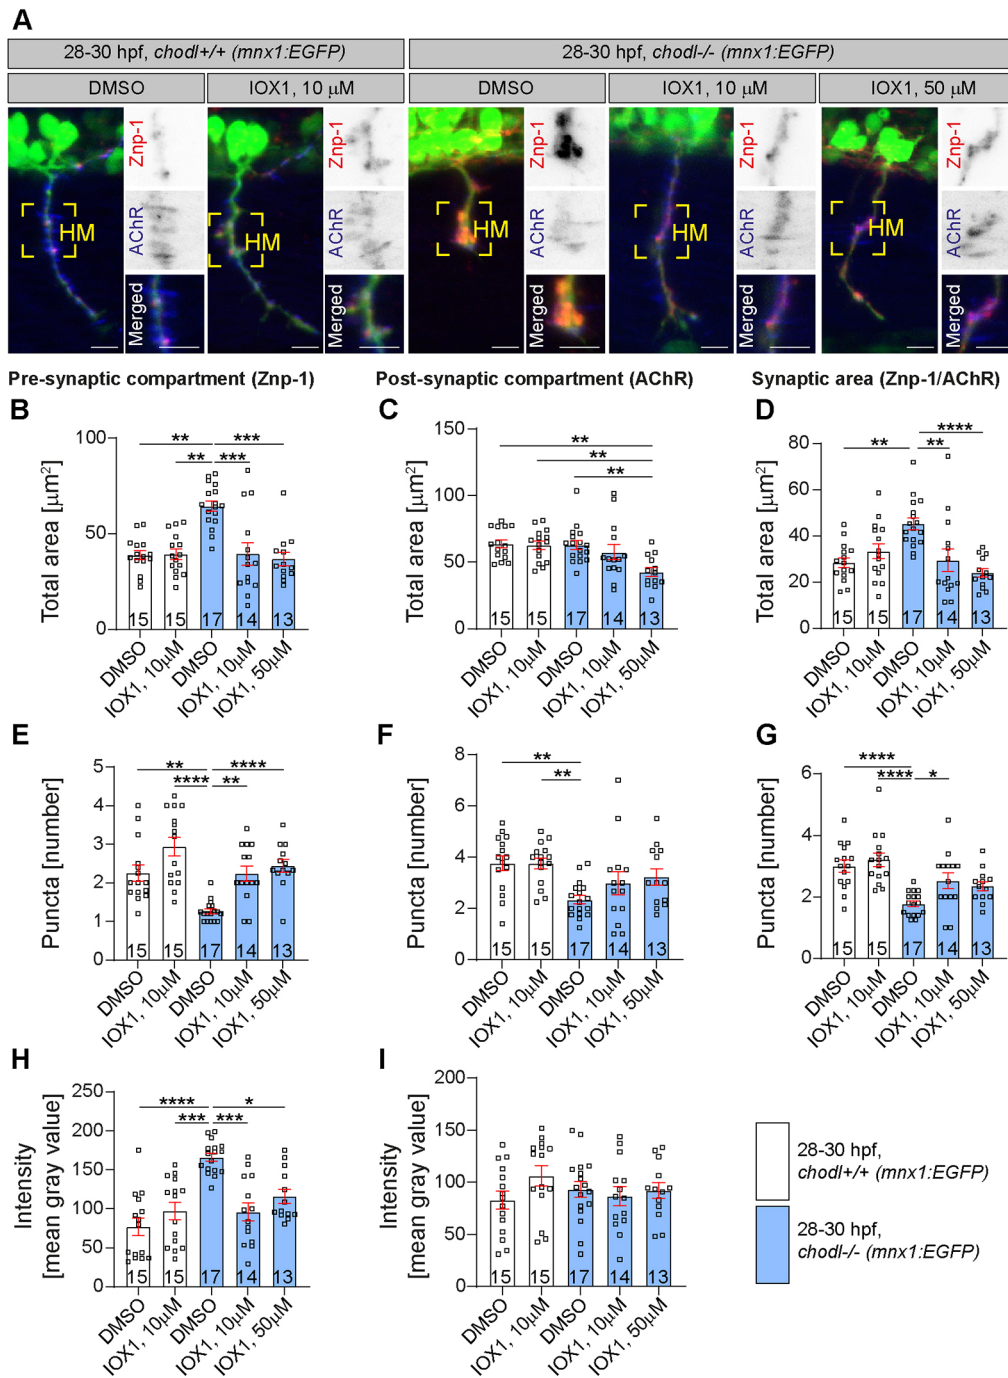 A
28-30 hpf, chodl+/+ (mnx1:EGFP)
28-30 hpf, chodl-/- (mnx1:EGFP)
DMSO
IOX1, 10 μM
DMSO
IOX1, 10 μM
IOX1, 50 μM
HM
Znp-1
AChR
Merged
HM
Znp-1
AChR
Merged
HM
Znp-1
AChR
Merged
HM
Znp-1
AChR
Merged
HM
Znp-1
AChR
Merged
Pre-synaptic compartment (Znp-1)
Post-synaptic compartment (AChR)
Synaptic area (Znp-1/AChR)
B
Total area [μm²]
100
50
0
** ***
** ***
15 15 17 14 13
DMSO
IOX1, 10μM
DMSO
IOX1, 10μM
IOX1, 50μM
C
Total area [μm²]
150
100
50
0
**
**
**
15 15 17 14 13
DMSO
IOX1, 10μM
DMSO
IOX1, 10μM
IOX1, 50μM
D
Total area [μm²]
80
60
40
20
0
****
** **
15 15 17 14 13
DMSO
IOX1, 10μM
DMSO
IOX1, 10μM
IOX1, 50μM
E
Puncta [number]
5
4
3
2
1
0
** ****
**** **
15 15 17 14 13
DMSO
IOX1, 10μM
DMSO
IOX1, 10μM
IOX1, 50μM
F
Puncta [number]
8
6
4
2
0
**
**
15 15 17 14 13
DMSO
IOX1, 10μM
DMSO
IOX1, 10μM
IOX1, 50μM
G
Puncta [number]
6
4
2
0
****
**** *
15 15 17 14 13
DMSO
IOX1, 10μM
DMSO
IOX1, 10μM
IOX1, 50μM
H
Intensity
[mean gray value]
250
200
150
100
50
0
**** *
*** ***
15 15 17 14 13
DMSO
IOX1, 10μM
DMSO
IOX1, 10μM
IOX1, 50μM
I
Intensity
[mean gray value]
200
150
100
50
0
15 15 17 14 13
DMSO
IOX1, 10μM
DMSO
IOX1, 10μM
IOX1, 50μM
28-30 hpf,
chodl+/+ (mnx1:EGFP)
28-30 hpf,
chodl-/- (mnx1:EGFP)